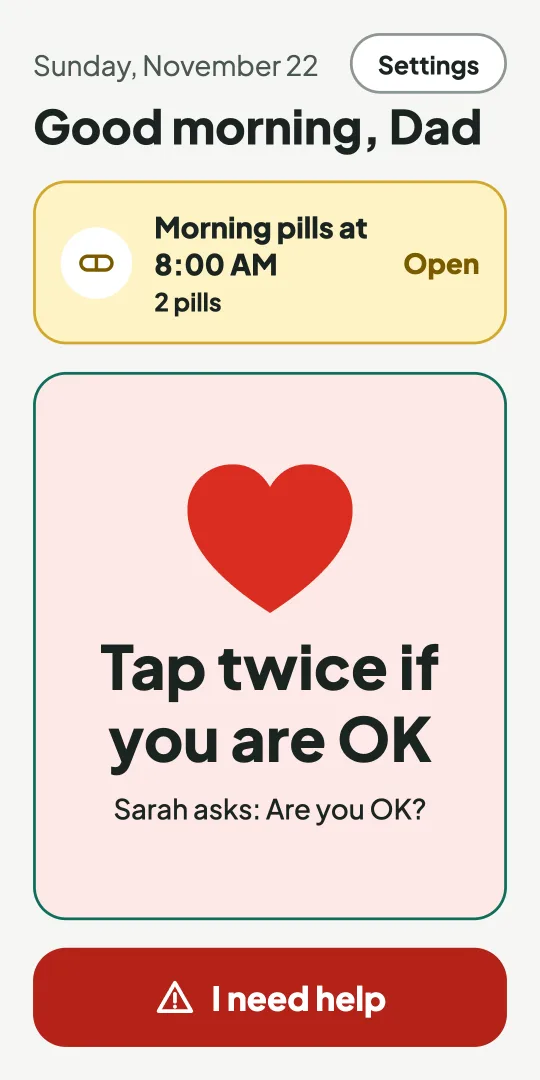 Sunday, November 22
Settings
Good morning, Dad
Morning pills at
8:00 AM
2 pills
Open
Tap twice if
you are OK
Sarah asks: Are you OK?
I need help